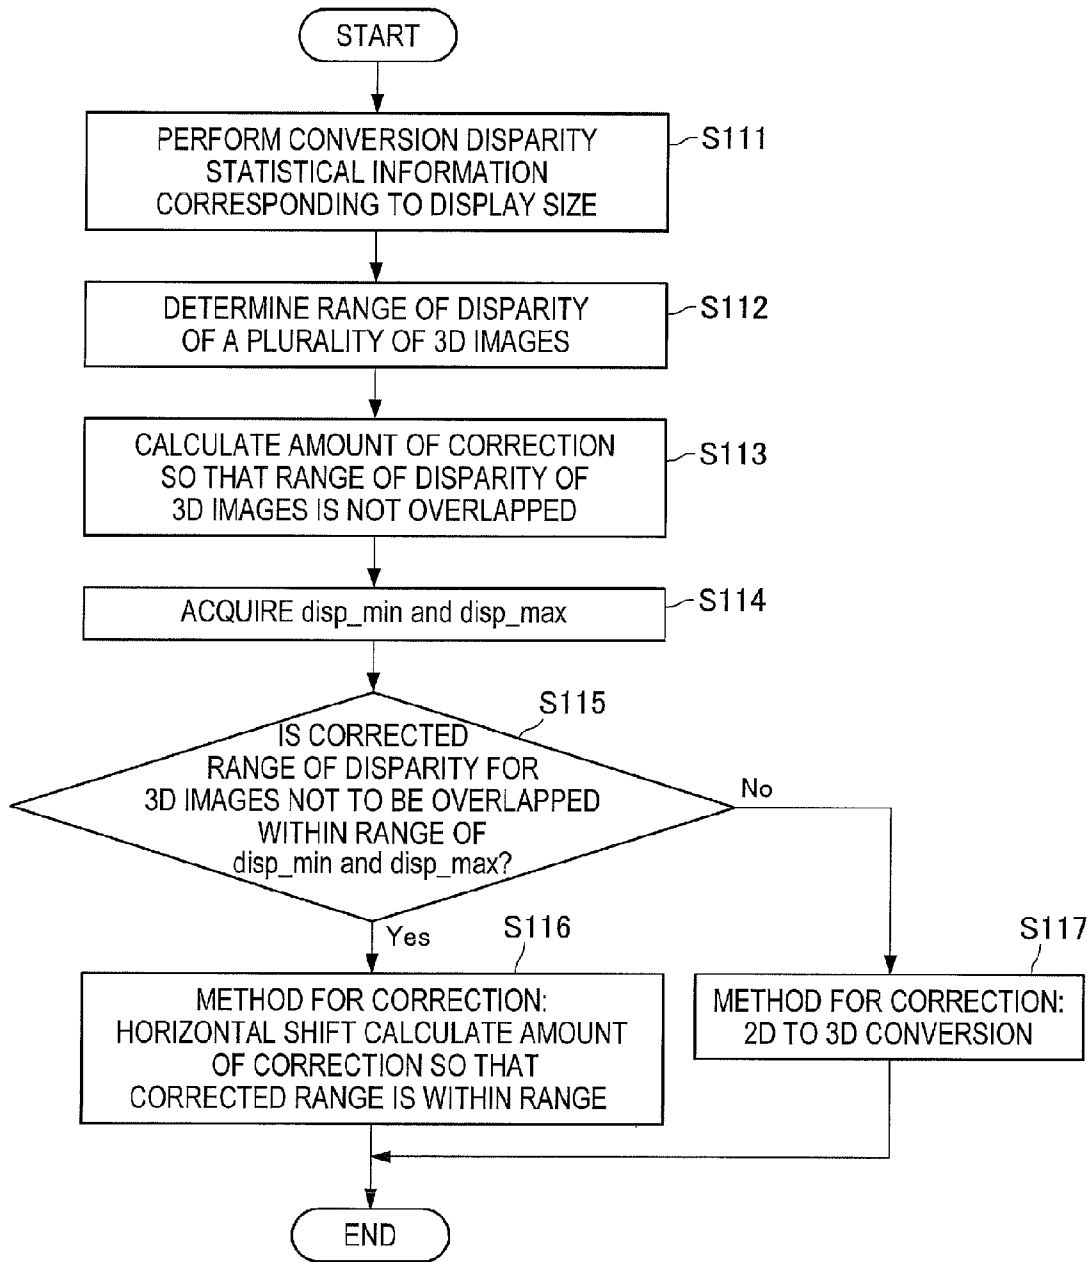 START
PERFORM CONVERSION DISPARITY
STATISTICAL INFORMATION
CORRESPONDING TO DISPLAY SIZE
S111
DETERMINE RANGE OF DISPARITY
OF A PLURALITY OF 3D IMAGES
S112
CALCULATE AMOUNT OF CORRECTION
SO THAT RANGE OF DISPARITY OF
3D IMAGES IS NOT OVERLAPPED
S113
ACQUIRE disp_min and disp_max
S114
S115
IS CORRECTED
RANGE OF DISPARITY FOR
3D IMAGES NOT TO BE OVERLAPPED
WITHIN RANGE OF
disp_min and disp_max?
No
Yes
S116
METHOD FOR CORRECTION:
HORIZONTAL SHIFT CALCULATE AMOUNT
OF CORRECTION SO THAT
CORRECTED RANGE IS WITHIN RANGE
S117
METHOD FOR CORRECTION:
2D TO 3D CONVERSION
END